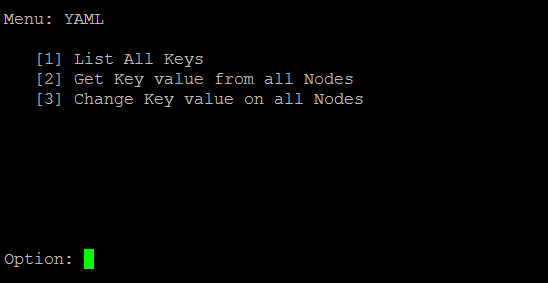 Menu: YAML
[1] List All Keys
[2] Get Key value from all Nodes
[3] Change Key value on all Nodes
Option: